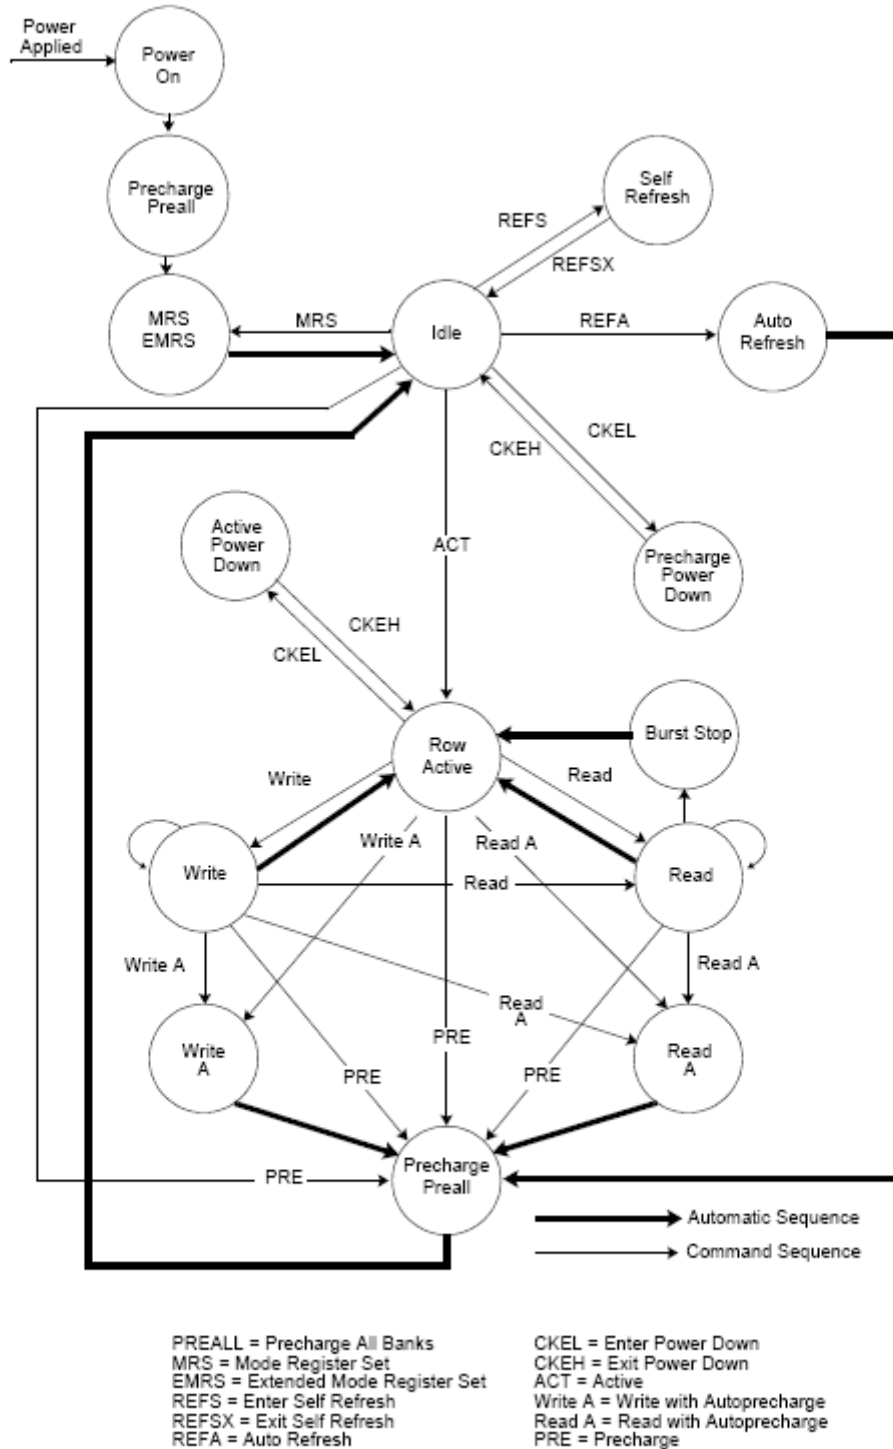 Power
Applied
Power
On
Precharge
Preall
Self
Refresh
REFS
REFSX
MRS
EMRS
MRS
Idle
REFA
Auto
Refresh
CKEL
CKEH
Active
Power
Down
ACT
Precharge
Power
Down
CKEH
CKEL
Row
Active
Burst Stop
Write
Read
Write A
Read A
Write
Read
Read
Write A
Read A
Read
A
Write
A
PRE
PRE
PRE
Read
A
Precharge
Preall
PRE
Automatic Sequence
Command Sequence
PREALL = Precharge All Banks
MRS = Mode Register Set
EMRS = Extended Mode Register Set
REFS = Enter Self Refresh
REFSX = Exit Self Refresh
REFA = Auto Refresh
CKEL = Enter Power Down
CKEH = Exit Power Down
ACT = Active
Write A = Write with Autoprecharge
Read A = Read with Autoprecharge
PRE = Precharge